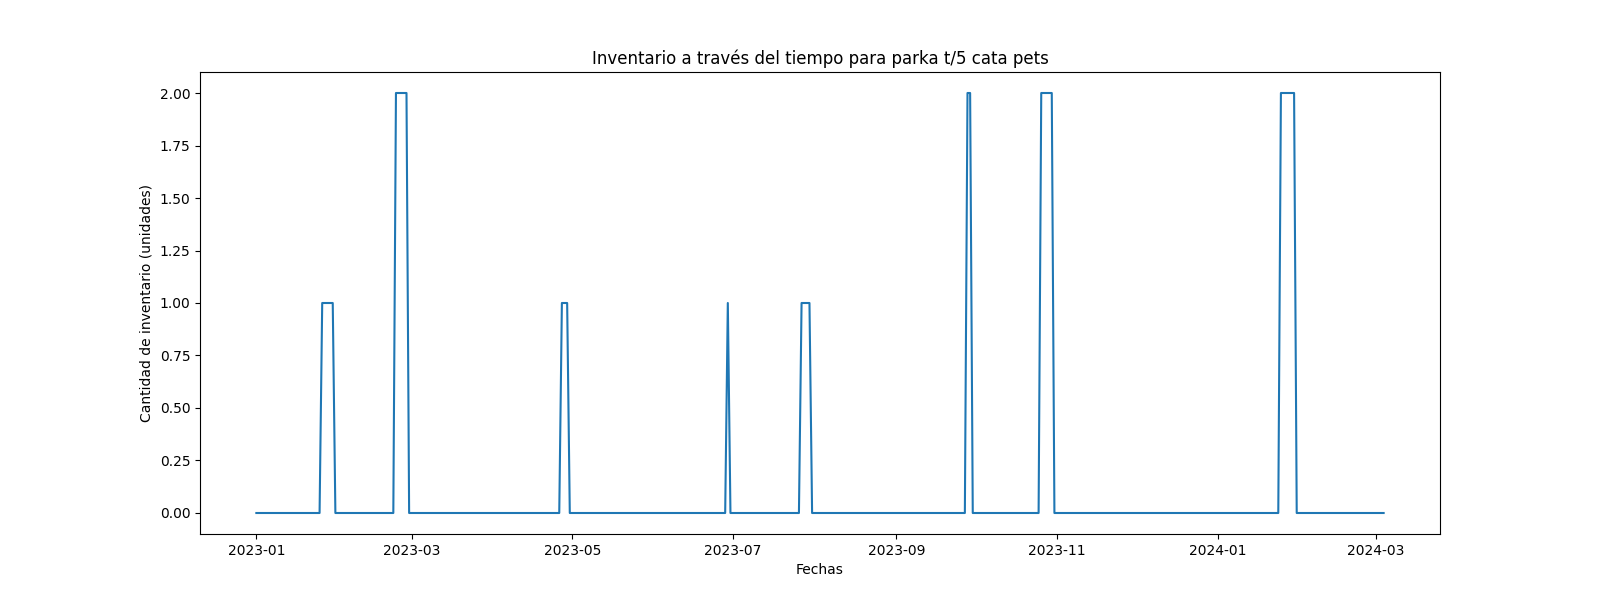 Inventario a través del tiempo para parka t/5 cata pets
Cantidad de inventario (unidades)
2.00
1.75
1.50
1.25
1.00
0.75
0.50
0.25
0.00
2023-01 2023-03 2023-05 2023-07 2023-09 2023-11 2024-01 2024-03
Fechas